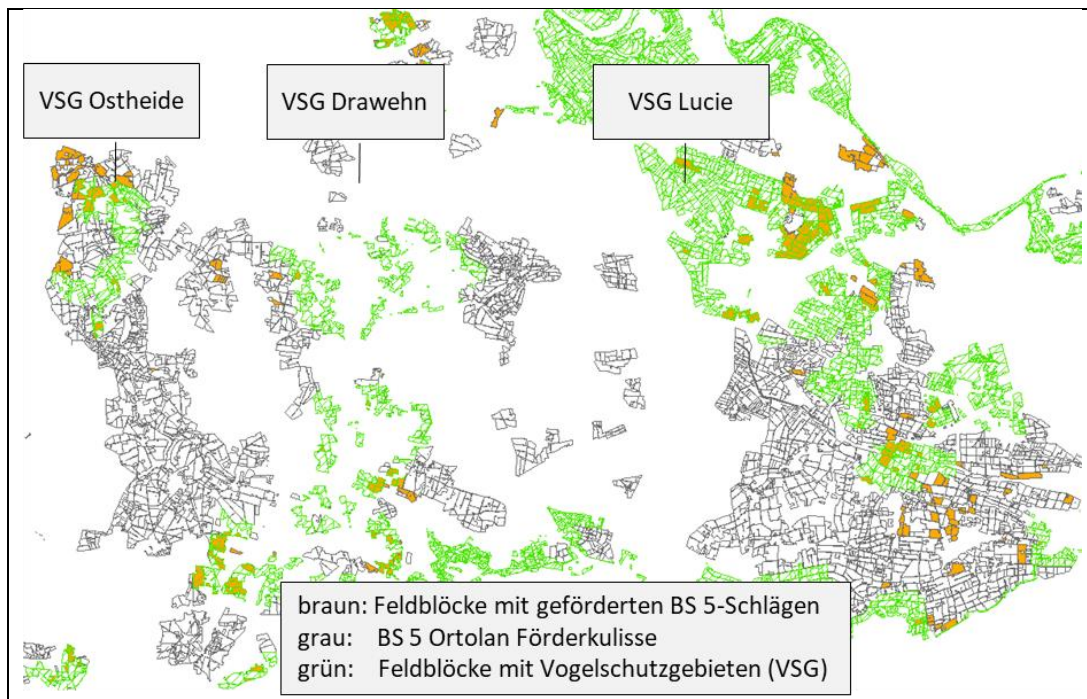 VSG Ostheide
VSG Drawehn
VSG Lucie
braun: Feldblöcke mit geförderten BS 5-Schlägen
grau: BS 5 Ortolan Förderkulisse
grün: Feldblöcke mit Vogelschutzgebieten (VSG)